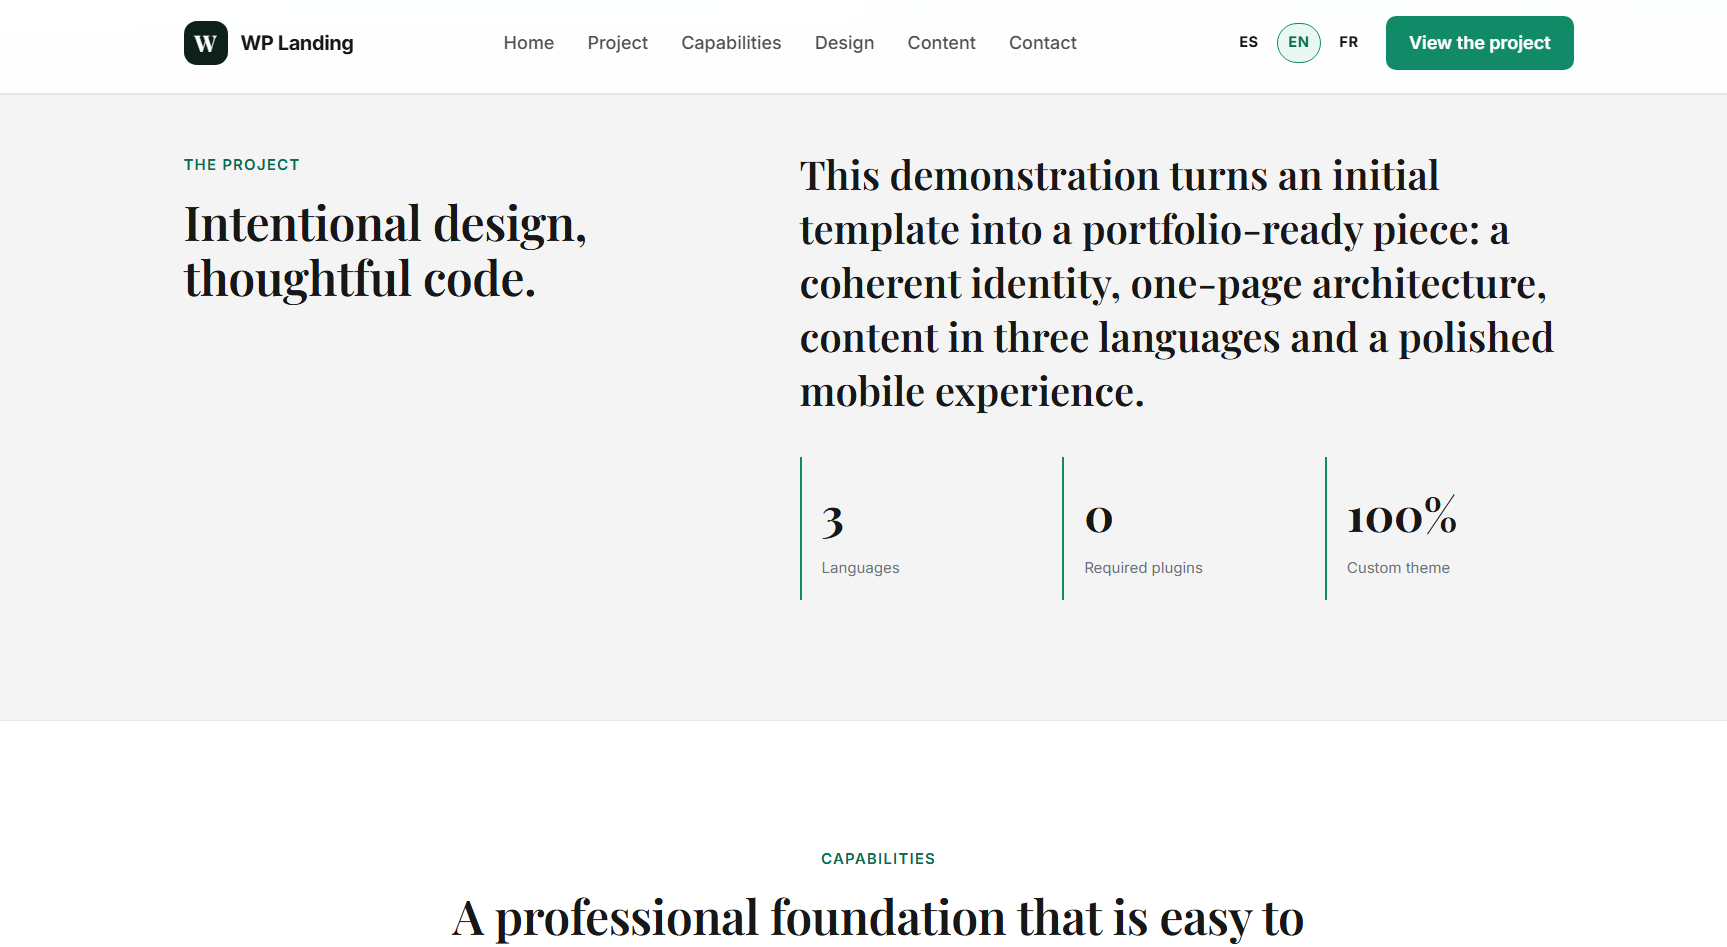 W WP Landing
Home Project Capabilities Design Content Contact
ES EN FR
View the project
THE PROJECT
Intentional design,
thoughtful code.
This demonstration turns an initial
template into a portfolio-ready piece: a
coherent identity, one-page architecture,
content in three languages and a polished
mobile experience.
3
Languages
0
Required plugins
100%
Custom theme
CAPABILITIES
A professional foundation that is easy to